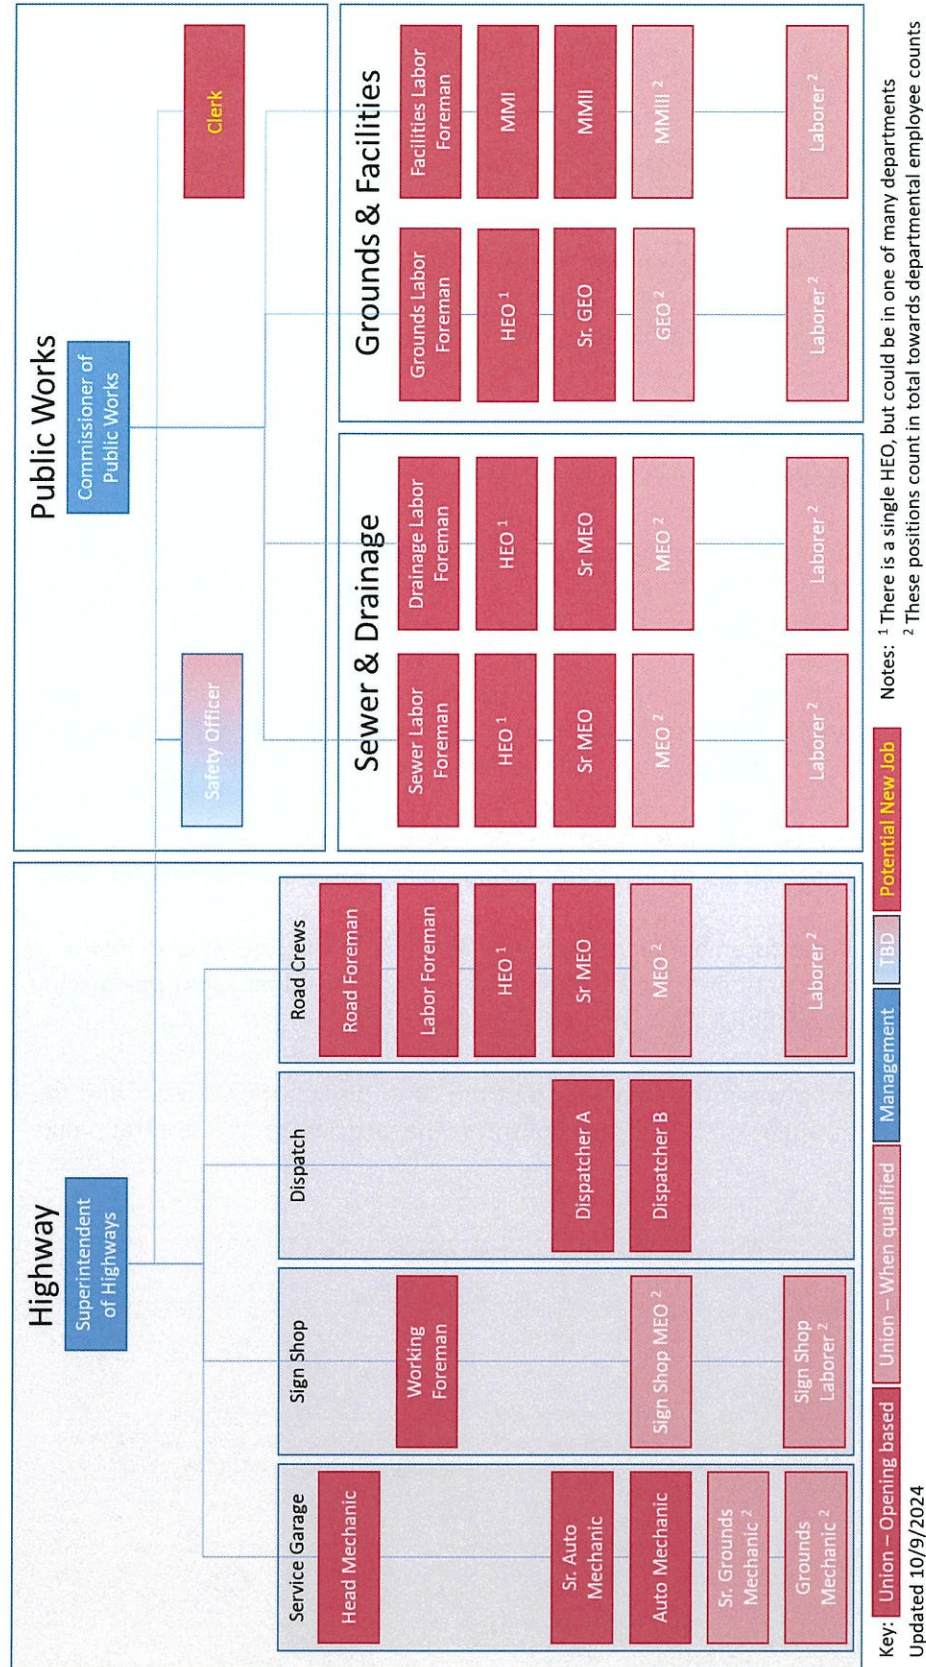 Highway
Superintendent
of Highways
Service Garage
Head Mechanic
Sr. Auto
Mechanic
Auto Mechanic
Sr. Grounds
Mechanic ²
Grounds
Mechanic ²
Sign Shop
Working
Foreman
Sign Shop MEO ²
Sign Shop
Laborer ²
Dispatch
Dispatcher A
Dispatcher B
Road Crews
Road Foreman
Labor Foreman
HEO ¹
Sr MEO
MEO ²
Laborer ²
Public Works
Commissioner of
Public Works
Safety Officer
Clerk
Sewer & Drainage
Sewer Labor
Foreman
HEO ¹
Sr MEO
MEO ²
Laborer ²
Drainage Labor
Foreman
HEO ¹
Sr MEO
MEO ²
Laborer ²
Grounds & Facilities
Grounds Labor
Foreman
HEO ¹
Sr. GEO
GEO ²
Laborer ²
Facilities Labor
Foreman
MMI
MMII
MMIII ²
Laborer ²
Key: Union – Opening based Union – When qualified Management TBD Potential New Job
Updated 10/9/2024
Notes: ¹ There is a single HEO, but could be in one of many departments
² These positions count in total towards departmental employee counts